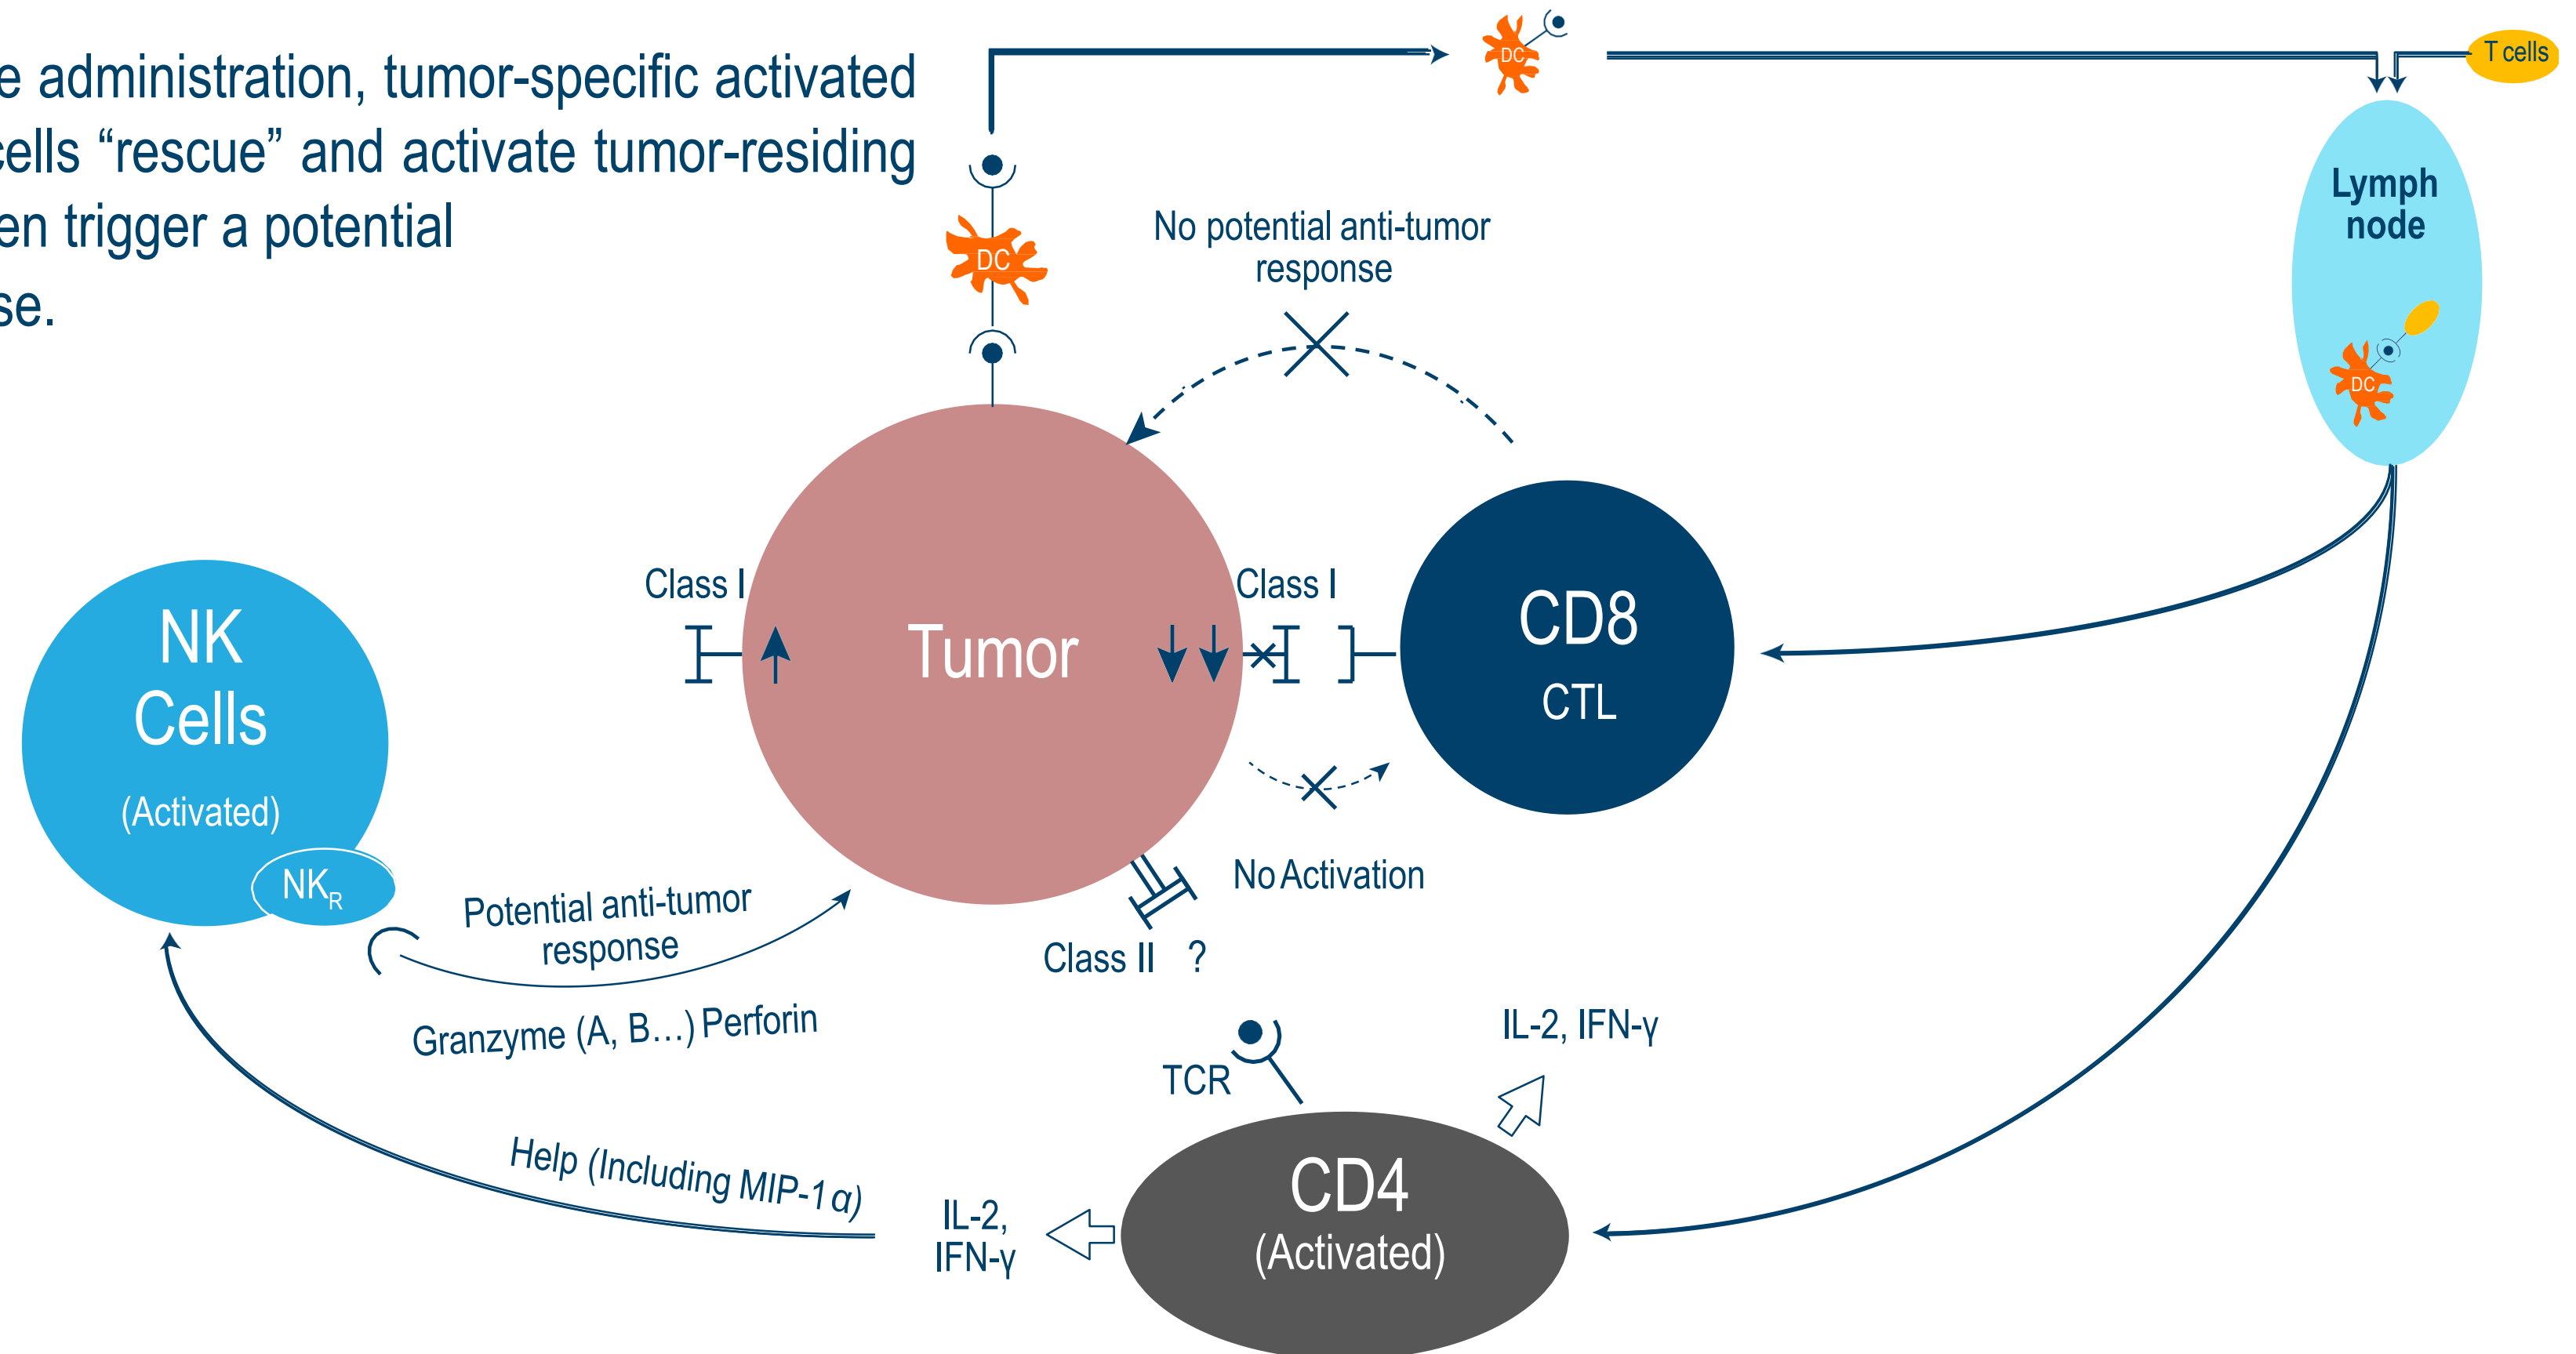 e administration, tumor-specific activated
cells “rescue” and activate tumor-residing
en trigger a potential
se.
DC
T cells
Lymph
node
DC
DC
No potential anti-tumor
response
Class I
Tumor
Class I
CD8
CTL
NK
Cells
(Activated)
NKR
Potential anti-tumor
response
Granzyme (A, B…) Perforin
No Activation
Class II ?
TCR
IL-2, IFN-γ
Help (Including MIP-1 α)
IL-2,
IFN-γ
CD4
(Activated)